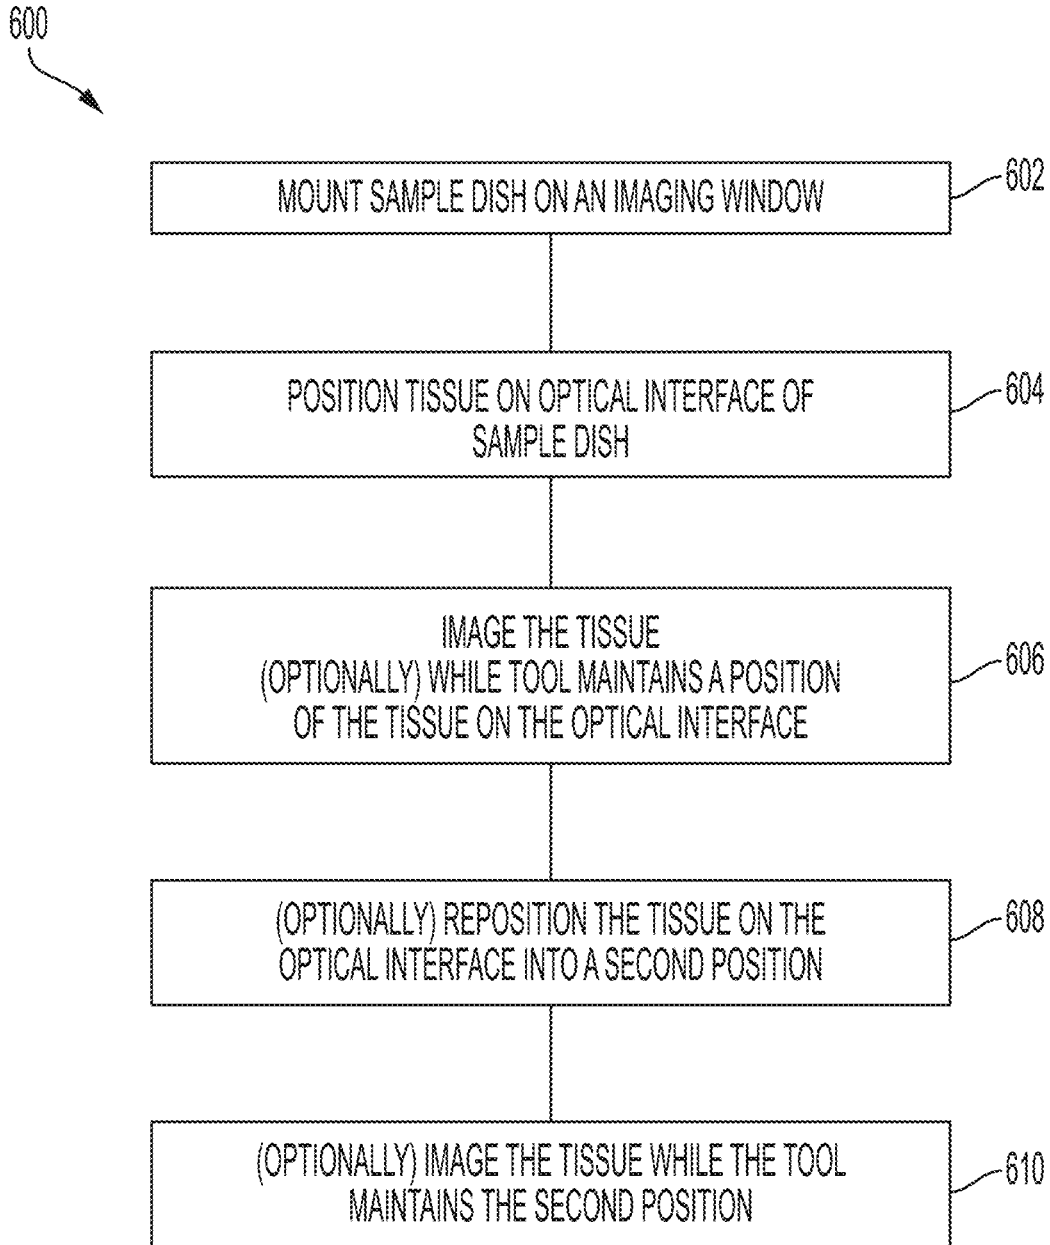 600
MOUNT SAMPLE DISH ON AN IMAGING WINDOW
602
POSITION TISSUE ON OPTICAL INTERFACE OF
SAMPLE DISH
604
IMAGE THE TISSUE
(OPTIONALLY) WHILE TOOL MAINTAINS A POSITION
OF THE TISSUE ON THE OPTICAL INTERFACE
606
(OPTIONALLY) REPOSITION THE TISSUE ON THE
OPTICAL INTERFACE INTO A SECOND POSITION
608
(OPTIONALLY) IMAGE THE TISSUE WHILE THE TOOL
MAINTAINS THE SECOND POSITION
610